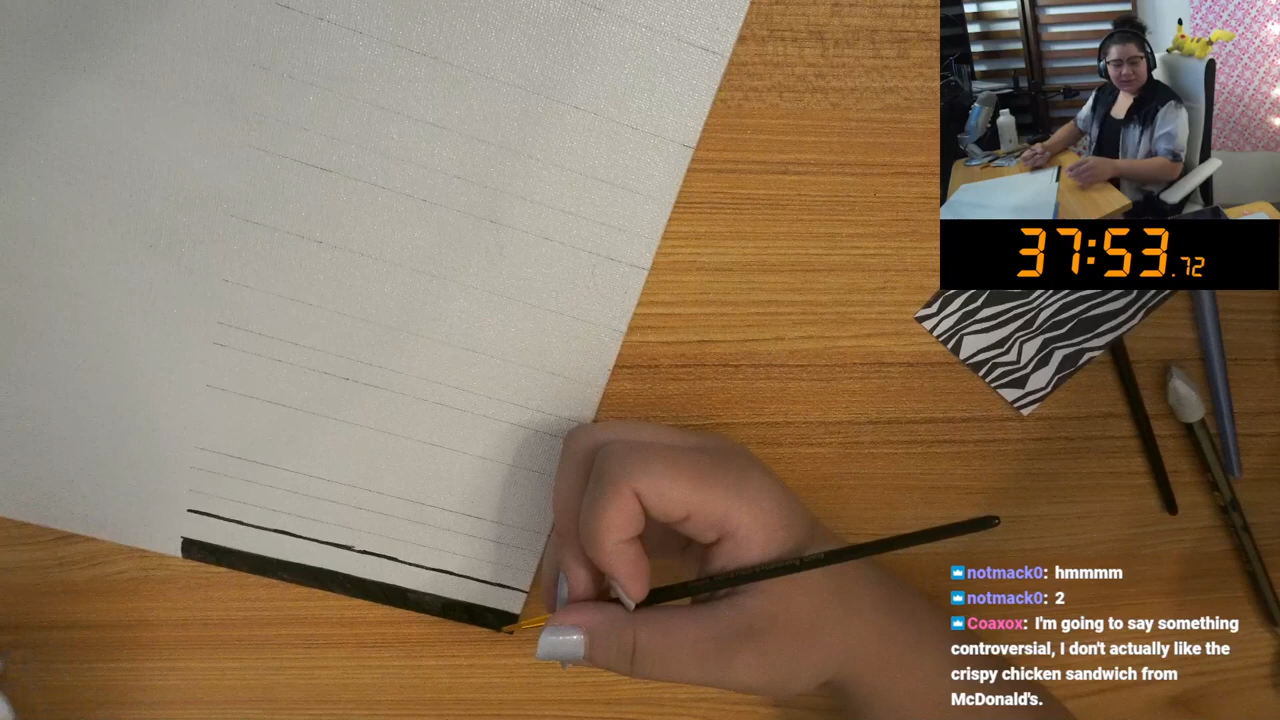 37:53.72
notmack0: hmmmm
notmack0: 2
Coaxox: I'm going to say something
controversial, I don't actually like the
crispy chicken sandwich from
McDonald's.